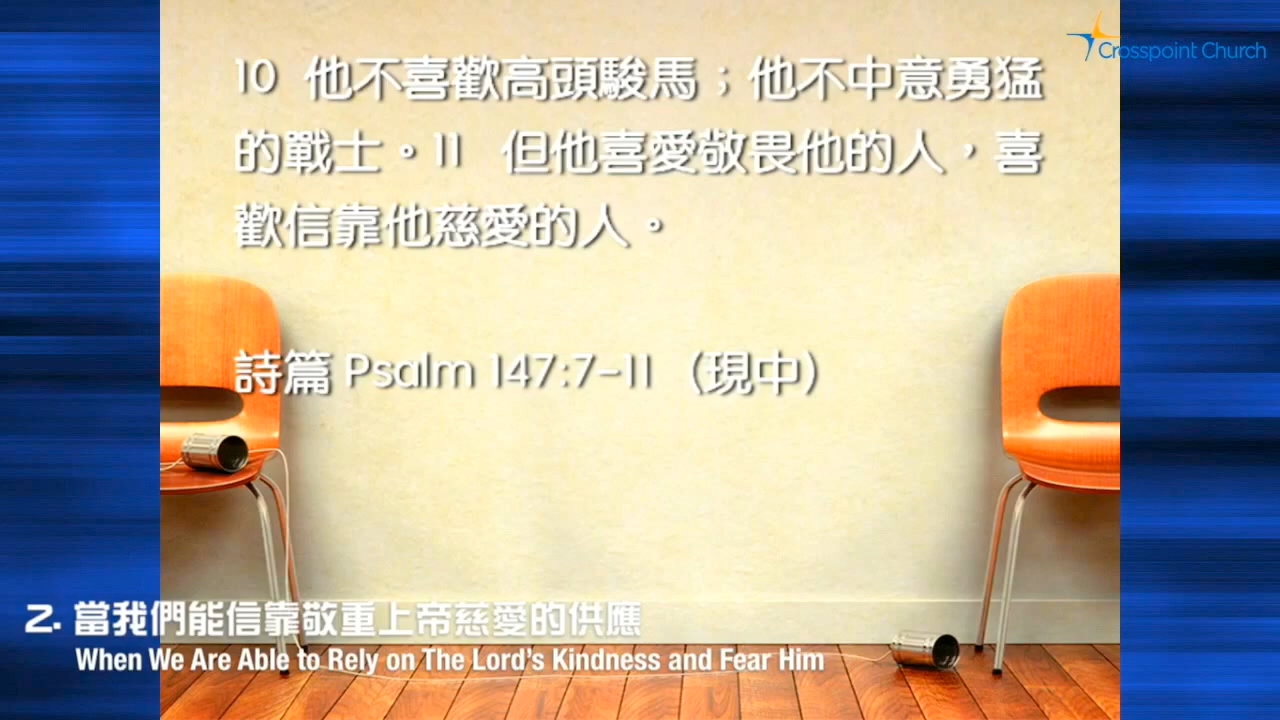 Crosspoint Church
10 他不喜歡高頭駿馬；他不中意勇猛
的戰士。11 但他喜愛敬畏他的人，喜
歡信靠他慈愛的人。
詩篇 Psalm 147:7-11 (現中)
2. 當我們能信靠敬重上帝慈愛的供應
When We Are Able to Rely on The Lord's Kindness and Fear Him